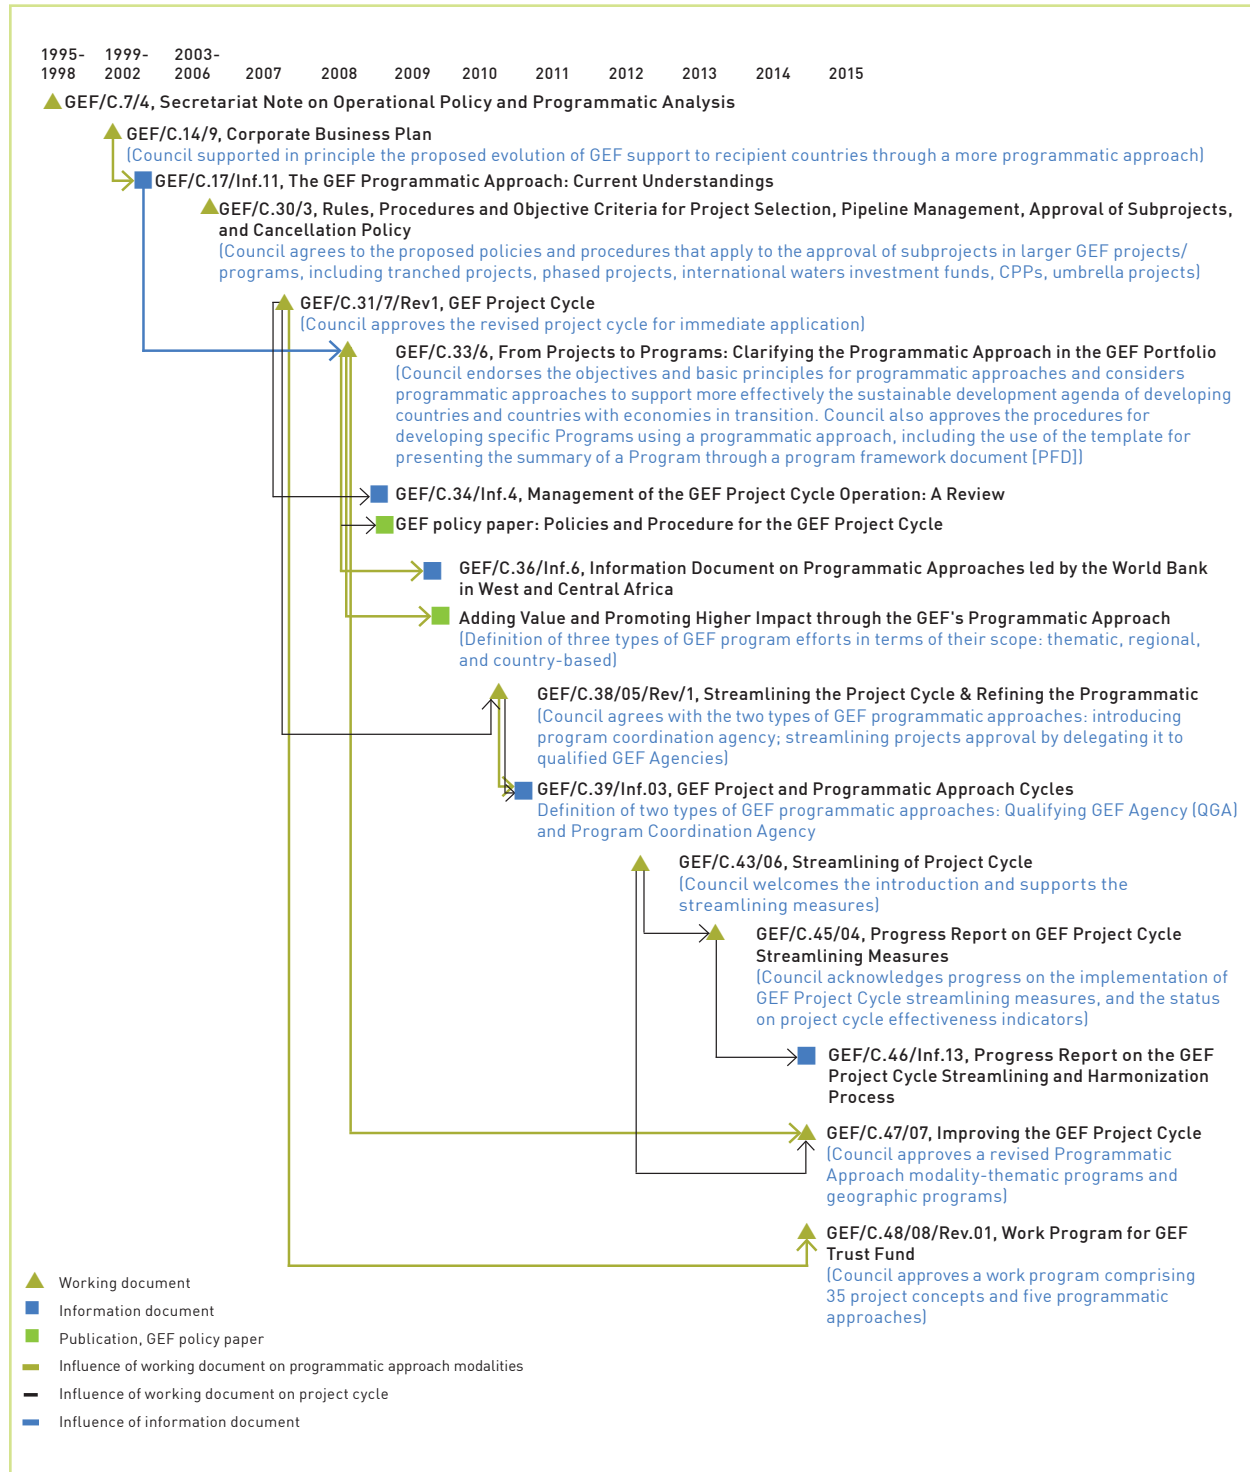 1995- 1999- 2003-
1998 2002 2006 2007 2008 2009 2010 2011 2012 2013 2014 2015
GEF/C.7/4, Secretariat Note on Operational Policy and Programmatic Analysis
GEF/C.14/9, Corporate Business Plan
(Council supported in principle the proposed evolution of GEF support to recipient countries through a more programmatic approach)
GEF/C.17/Inf.11, The GEF Programmatic Approach: Current Understandings
GEF/C.30/3, Rules, Procedures and Objective Criteria for Project Selection, Pipeline Management, Approval of Subprojects,
and Cancellation Policy
(Council agrees to the proposed policies and procedures that apply to the approval of subprojects in larger GEF projects/
programs, including tranched projects, phased projects, international waters investment funds, CPPs, umbrella projects)
GEF/C.31/7/Rev1, GEF Project Cycle
(Council approves the revised project cycle for immediate application)
GEF/C.33/6, From Projects to Programs: Clarifying the Programmatic Approach in the GEF Portfolio
(Council endorses the objectives and basic principles for programmatic approaches and considers
programmatic approaches to support more effectively the sustainable development agenda of developing
countries and countries with economies in transition. Council also approves the procedures for
developing specific Programs using a programmatic approach, including the use of the template for
presenting the summary of a Program through a program framework document [PFD])
GEF/C.34/Inf.4, Management of the GEF Project Cycle Operation: A Review
GEF policy paper: Policies and Procedure for the GEF Project Cycle
GEF/C.36/Inf.6, Information Document on Programmatic Approaches led by the World Bank
in West and Central Africa
Adding Value and Promoting Higher Impact through the GEF's Programmatic Approach
(Definition of three types of GEF program efforts in terms of their scope: thematic, regional,
and country-based)
GEF/C.38/05/Rev/1, Streamlining the Project Cycle & Refining the Programmatic
(Council agrees with the two types of GEF programmatic approaches: introducing
program coordination agency; streamlining projects approval by delegating it to
qualified GEF Agencies)
GEF/C.39/Inf.03, GEF Project and Programmatic Approach Cycles
Definition of two types of GEF programmatic approaches: Qualifying GEF Agency (QGA)
and Program Coordination Agency
GEF/C.43/06, Streamlining of Project Cycle
(Council welcomes the introduction and supports the
streamlining measures)
GEF/C.45/04, Progress Report on GEF Project Cycle
Streamlining Measures
(Council acknowledges progress on the implementation of
GEF Project Cycle streamlining measures, and the status
on project cycle effectiveness indicators)
GEF/C.46/Inf.13, Progress Report on the GEF
Project Cycle Streamlining and Harmonization
Process
GEF/C.47/07, Improving the GEF Project Cycle
(Council approves a revised Programmatic
Approach modality-thematic programs and
geographic programs)
GEF/C.48/08/Rev.01, Work Program for GEF
Trust Fund
(Council approves a work program comprising
35 project concepts and five programmatic
approaches)
Working document
Information document
Publication, GEF policy paper
Influence of working document on programmatic approach modalities
Influence of working document on project cycle
Influence of information document